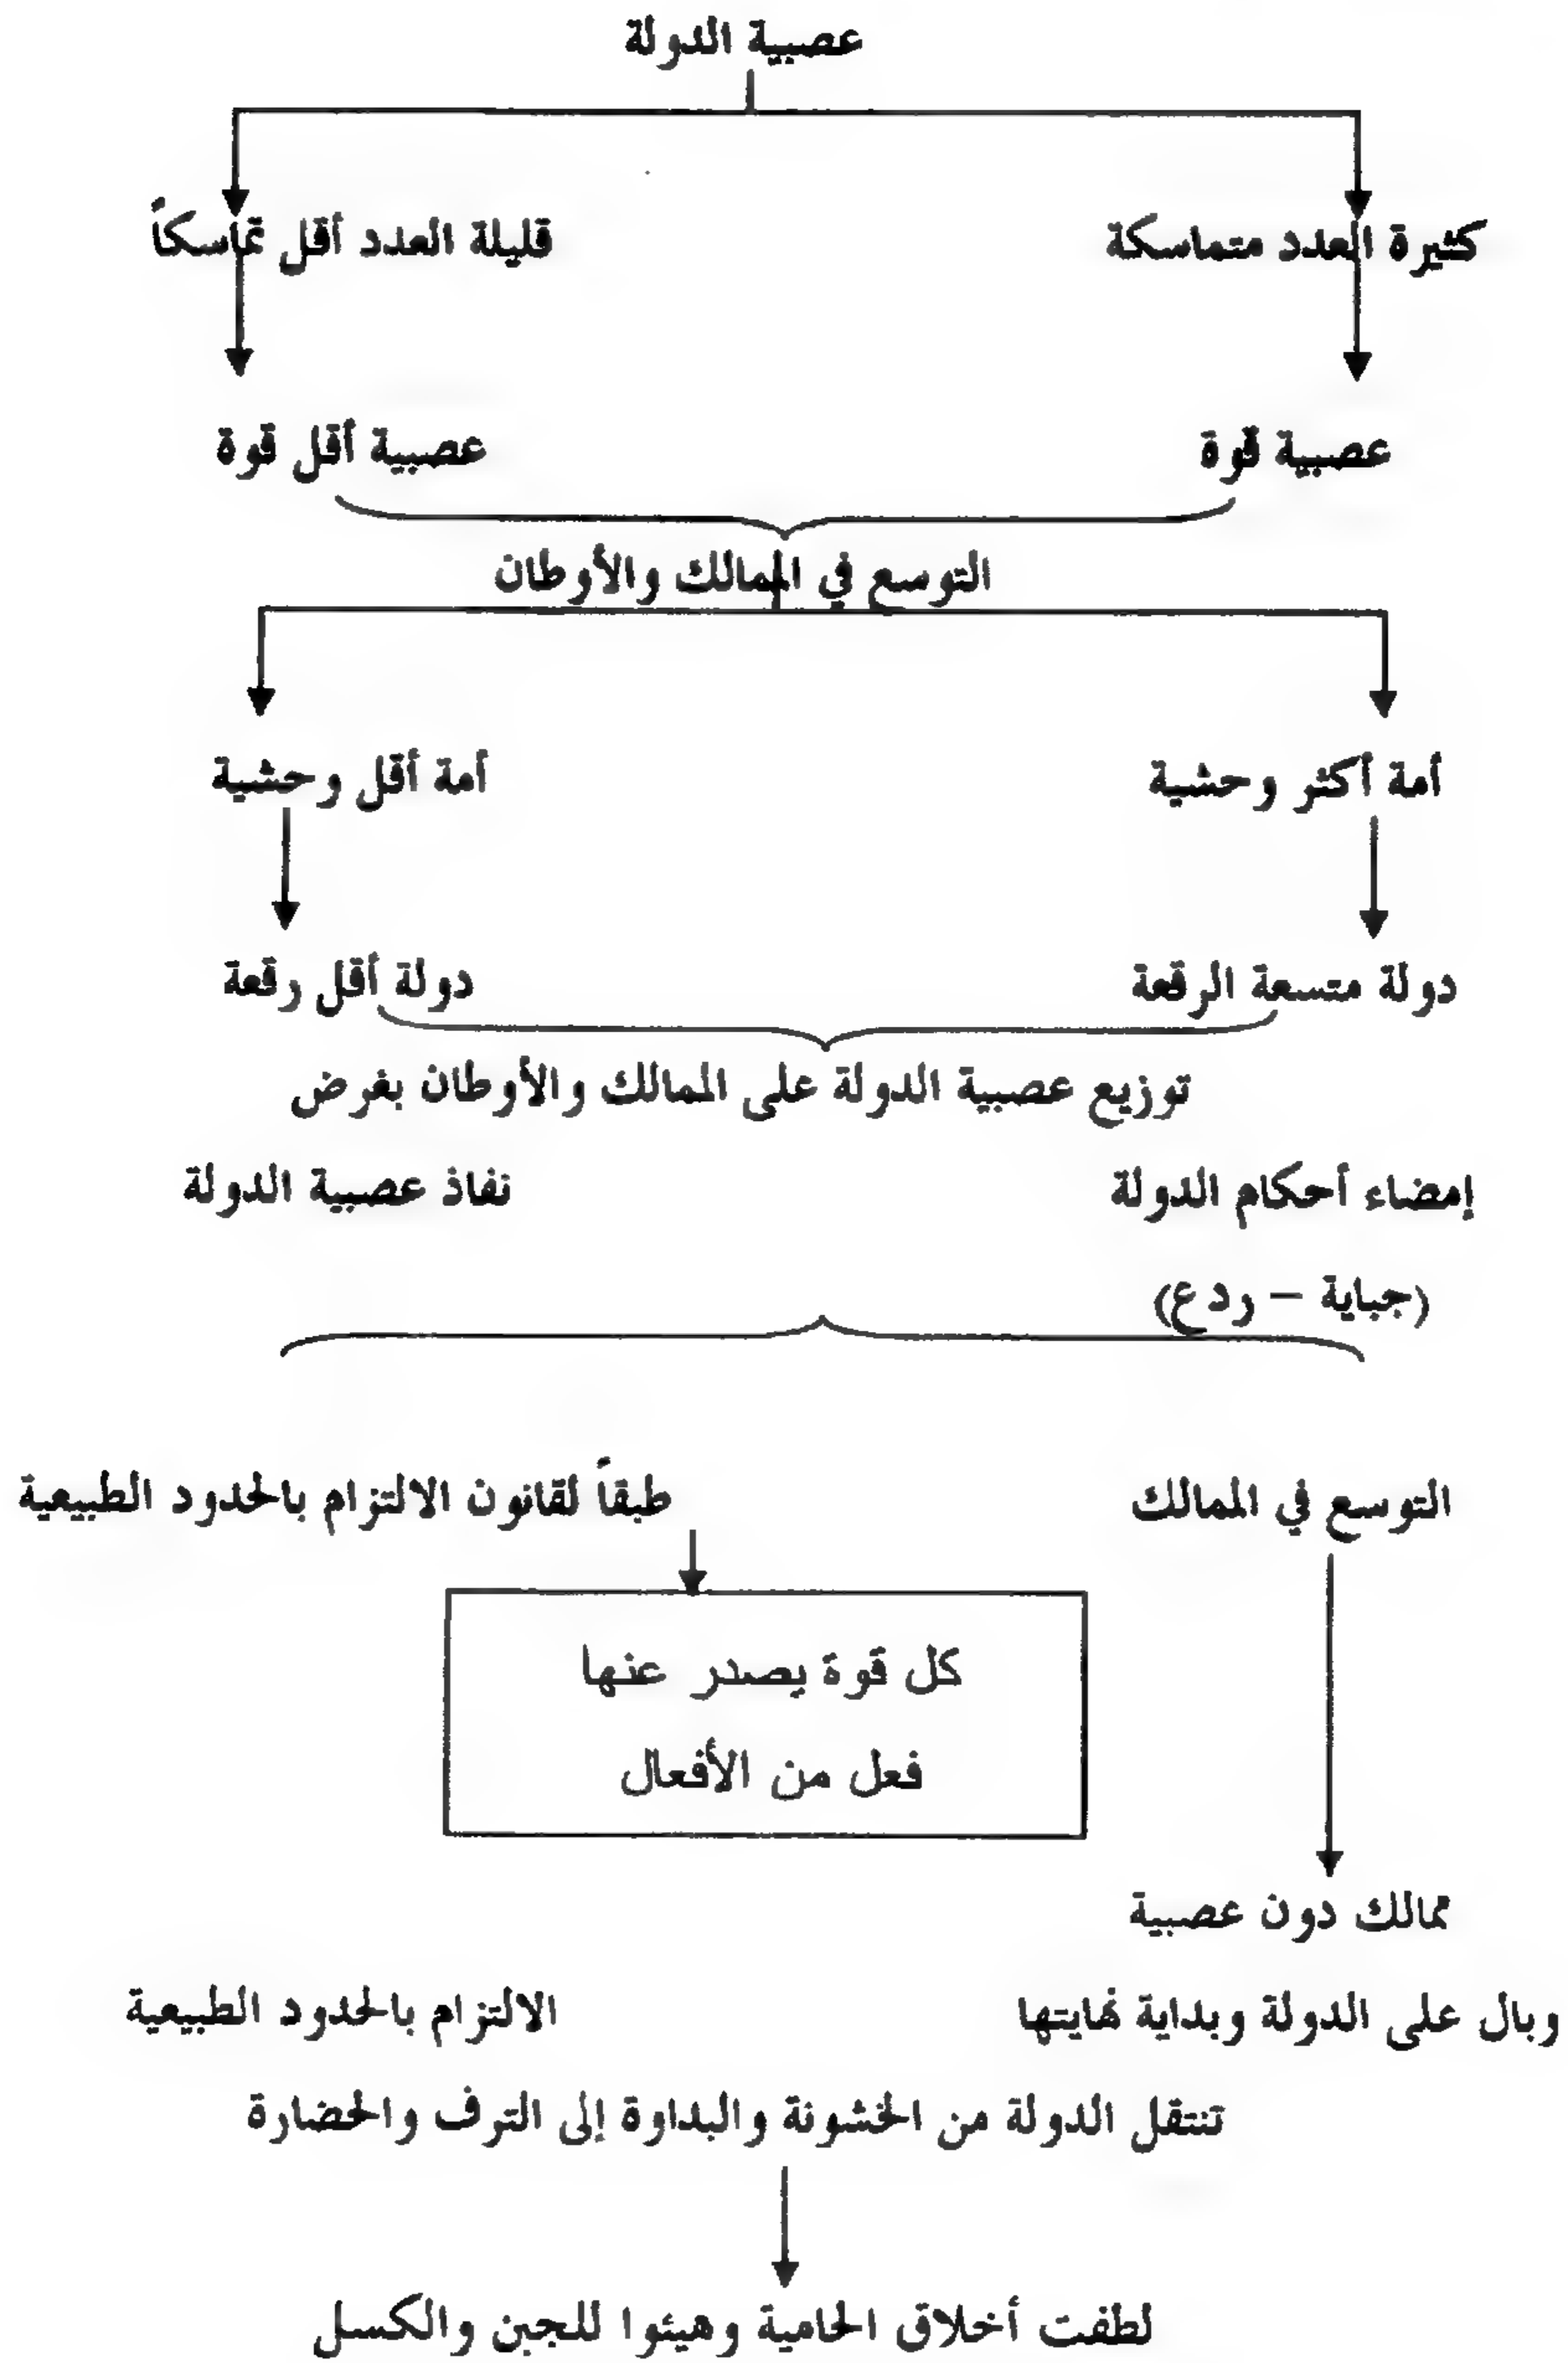 عصبية الدولة
كثيرة العدد متماسكة
قليلة العدد أقل تماسكاً
عصبية قوة
عصبية أقل قوة
التوسع في الممالك والأوطان
أمة أكثر وحشية
أمة أقل وحشية
دولة متسعة الرقعة
دولة أقل رقعة
توزيع عصبية الدولة على الممالك والأوطان بغرض
إمضاء أحكام الدولة
نفاذ عصبية الدولة
(جباية – ردع)
التوسع في الممالك
طبقاً لقانون الالتزام بالحدود الطبيعية
كل قوة يصدر عنها
فعل من الأفعال
ممالك دون عصبية
وبال على الدولة وبداية نهايتها
الالتزام بالحدود الطبيعية
تنتقل الدولة من الخشونة والبداوة إلى الترف والحضارة
لطفت أخلاق الحامية وهيئوا للجبن والكسل